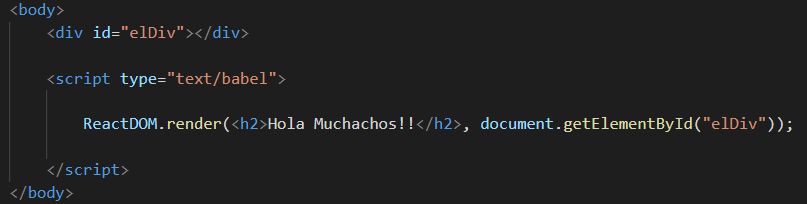 <body>
<div id="elDiv"></div>
<script type="text/babel">
ReactDOM.render(<h2>Hola Muchachos!!</h2>, document.getElementById("elDiv"));
</script>
</body>